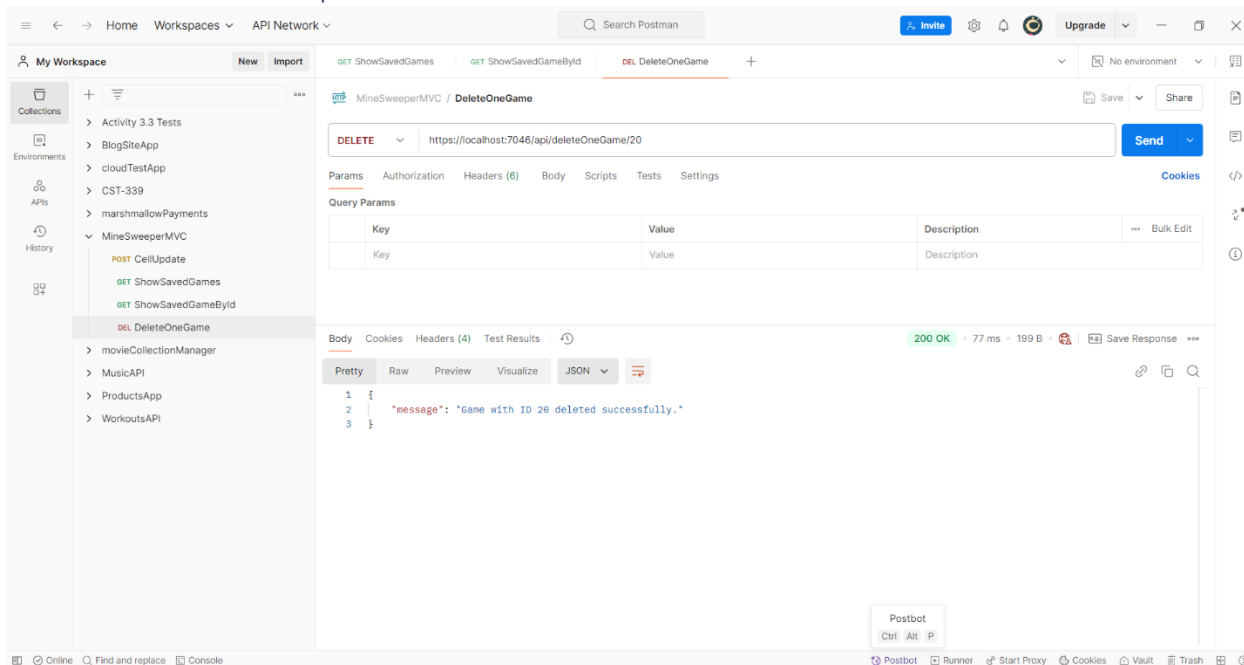 Home Workspaces API Network Search Postman Invite Upgrade
My Workspace New Import GET ShowSavedGames GET ShowSavedGameById DEL DeleteOneGame No environment
Collections
Environments
APIs
History
Activity 3.3 Tests
BlogSiteApp
cloudTestApp
CST-339
marshmallowPayments
MineSweeperMVC
POST CellUpdate
GET ShowSavedGames
GET ShowSavedGameById
DEL DeleteOneGame
movieCollectionManager
MusicAPI
ProductsApp
WorkoutsAPI
HTTP MineSweeperMVC / DeleteOneGame Save Share
DELETE https://localhost:7046/api/deleteOneGame/20 Send
Params Authorization Headers (6) Body Scripts Tests Settings Cookies
Query Params
Key Value Description Bulk Edit
Key Value Description
Body Cookies Headers (4) Test Results 200 OK 77 ms 199 B Save Response
Pretty Raw Preview Visualize JSON
1 {
2 "message": "Game with ID 20 deleted successfully."
3 }
Postbot
Ctrl Alt P
Online Find and replace Console Postbot Runner Start Proxy Cookies Vault Trash